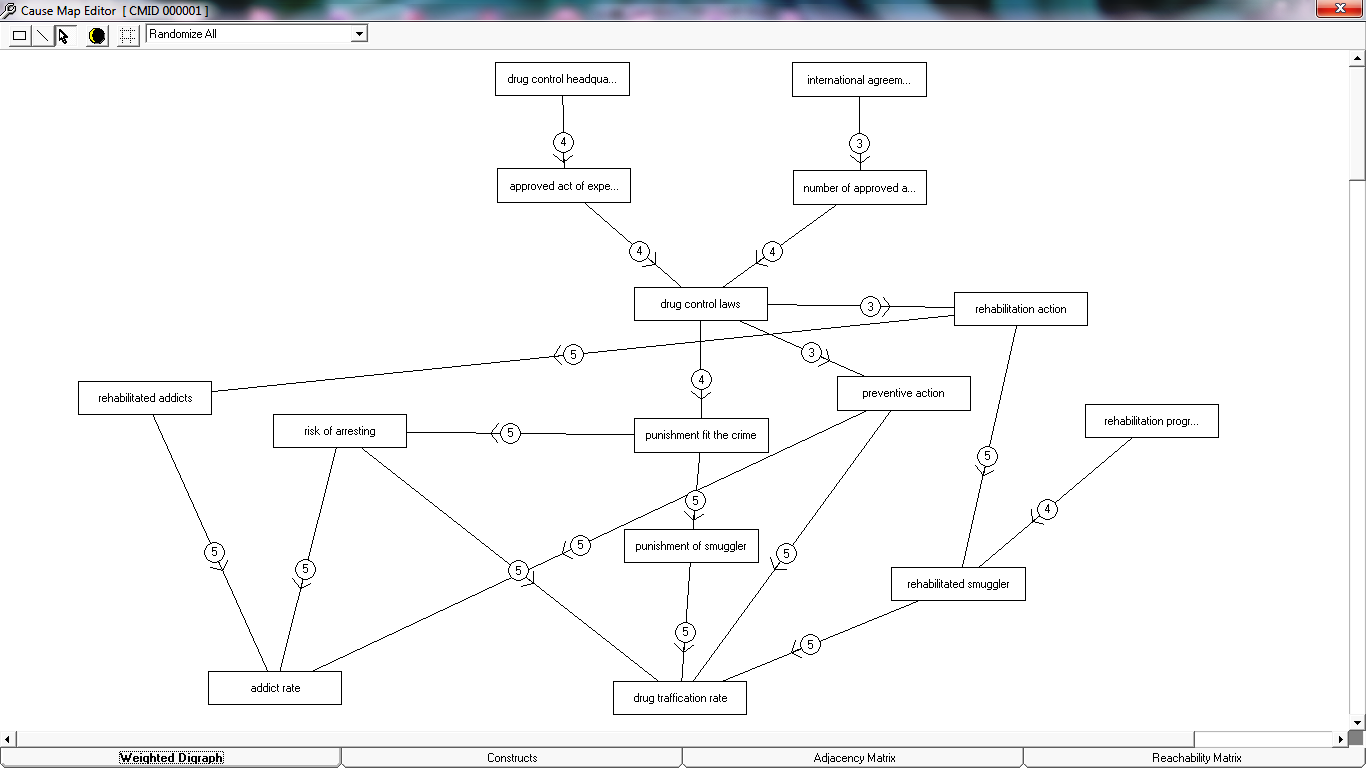 Cause Map Editor [ CMID 000001 ]
Randomize All
drug control headqua...
international agreem...
4
3
approved act of expe...
number of approved a...
4
4
drug control laws
3
rehabilitation action
5
3
4
rehabilitated addicts
preventive action
risk of arresting
5
punishment fit the crime
rehabilitation progr...
5
5
4
5
punishment of smuggler
5
5
5
5
rehabilitated smuggler
5
5
addict rate
drug traffication rate
Weighted Digraph
Constructs
Adjacency Matrix
Reachability Matrix